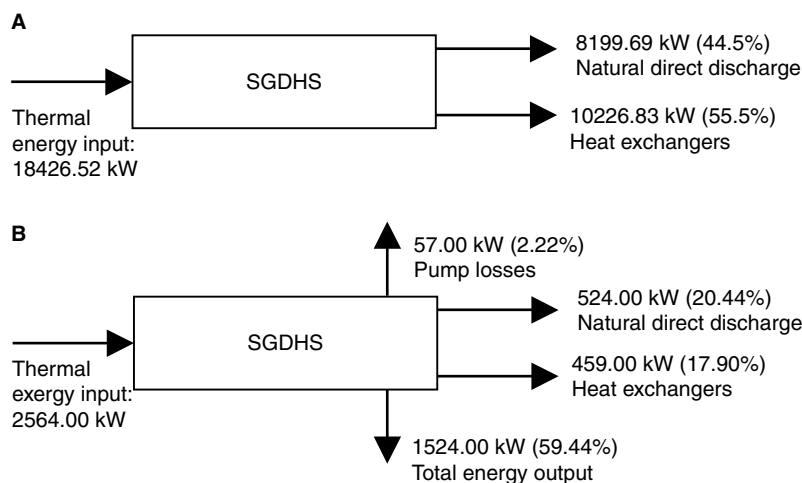 A
SGDHS
Thermal
energy input:
18426.52 kW
8199.69 kW (44.5%)
Natural direct discharge
10226.83 kW (55.5%)
Heat exchangers
B
57.00 kW (2.22%)
Pump losses
SGDHS
Thermal
exergy input:
2564.00 kW
524.00 kW (20.44%)
Natural direct discharge
459.00 kW (17.90%)
Heat exchangers
1524.00 kW (59.44%)
Total energy output